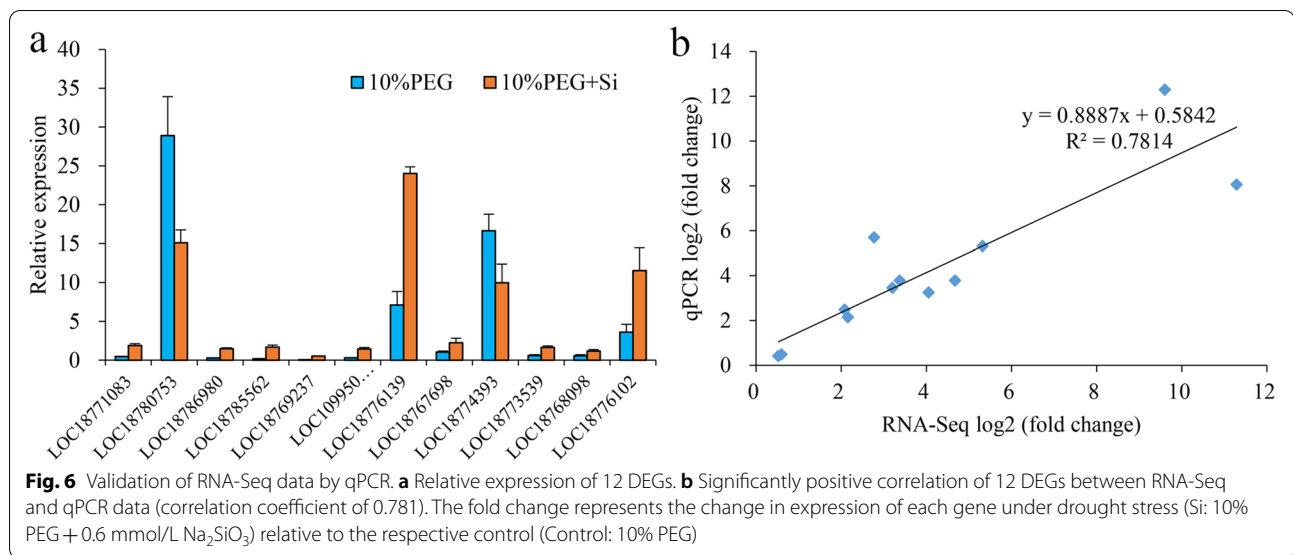 a
40
35
30
25
20
15
10
5
0
Relative expression
10%PEG
10%PEG+Si
LOC18771083
LOC18780753
LOC18786980
LOC18785562
LOC18769237
LOC109950…
LOC18776139
LOC18767698
LOC18774393
LOC18773539
LOC18768098
LOC18776102
b
14
12
10
8
6
4
2
0
qPCR log2 (fold change)
y = 0.8887x + 0.5842
R² = 0.7814
0
2
4
6
8
10
12
RNA-Seq log2 (fold change)
Fig. 6 Validation of RNA-Seq data by qPCR. a Relative expression of 12 DEGs. b Significantly positive correlation of 12 DEGs between RNA-Seq
and qPCR data (correlation coefficient of 0.781). The fold change represents the change in expression of each gene under drought stress (Si: 10%
PEG + 0.6 mmol/L Na₂SiO₃) relative to the respective control (Control: 10% PEG)